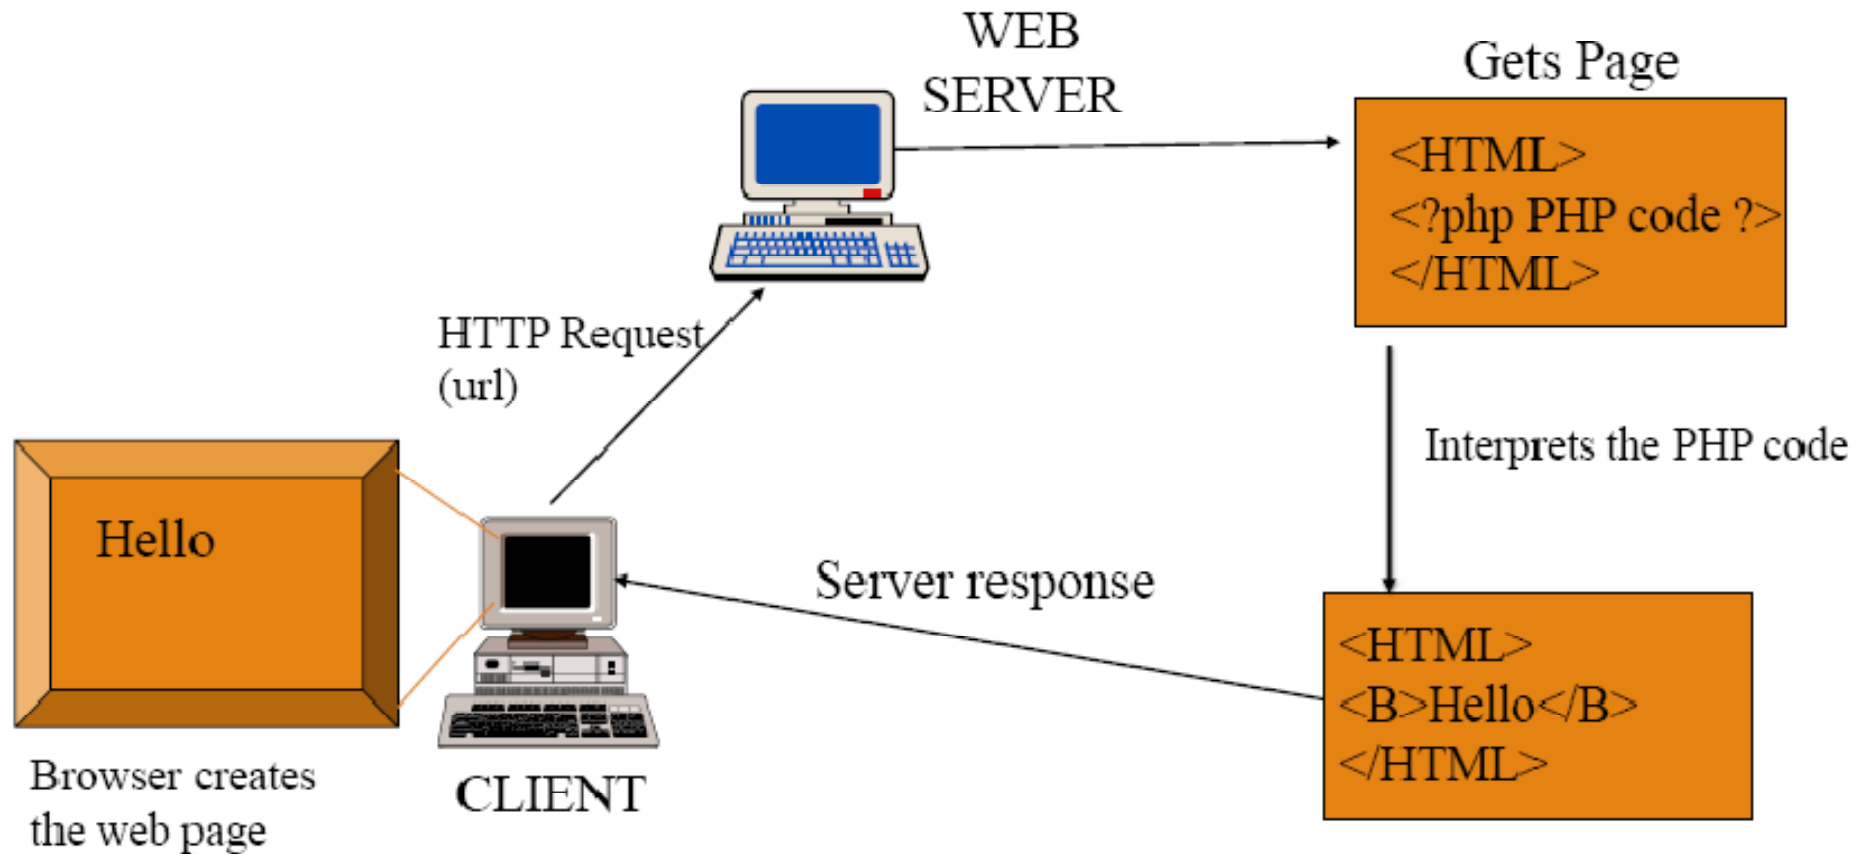 WEB
SERVER
Gets Page
<HTML>
<?php PHP code ?>
</HTML>
HTTP Request
(url)
Interprets the PHP code
Hello
Server response
<HTML>
<B>Hello</B>
</HTML>
Browser creates
the web page
CLIENT